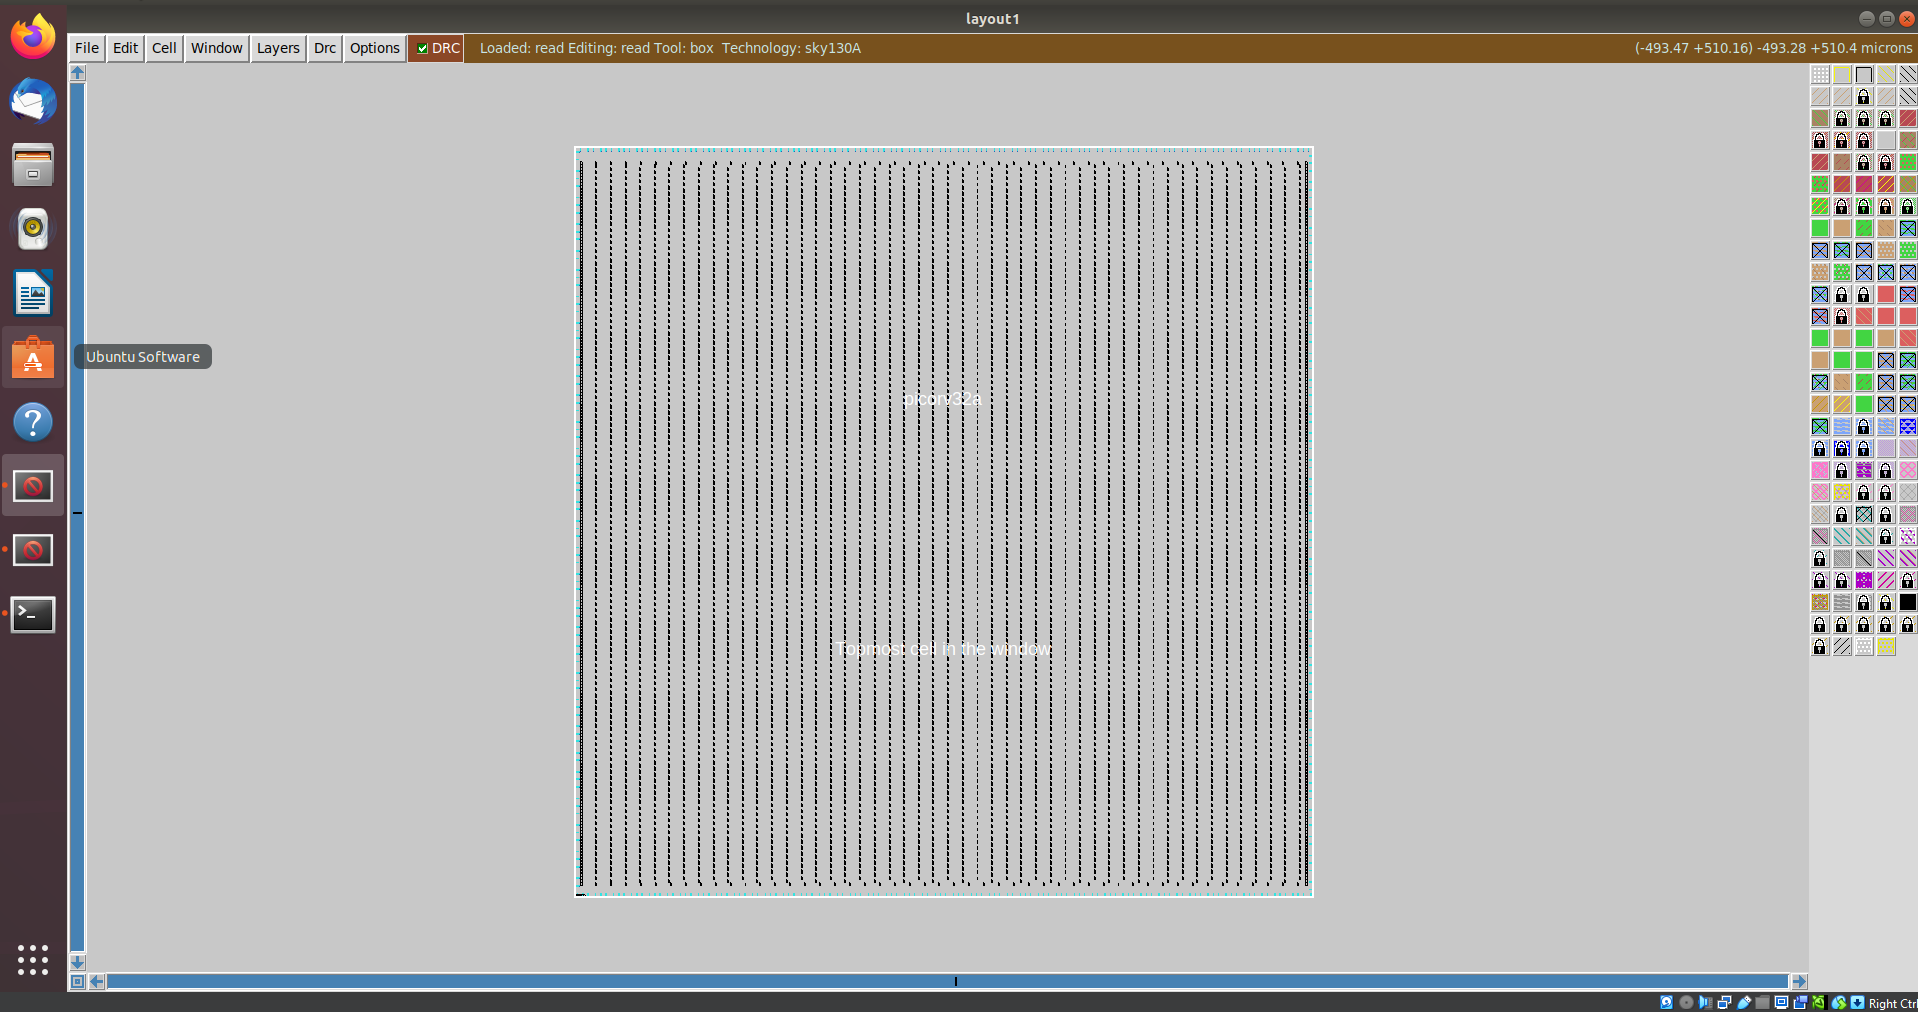 layout1
File Edit Cell Window Layers Drc Options DRC Loaded: read Editing: read Tool: box Technology: sky130A (-493.47 +510.16) -493.28 +510.4 microns
Ubuntu Software
picorv32a
Topmost cell in the window
Right Ctrl